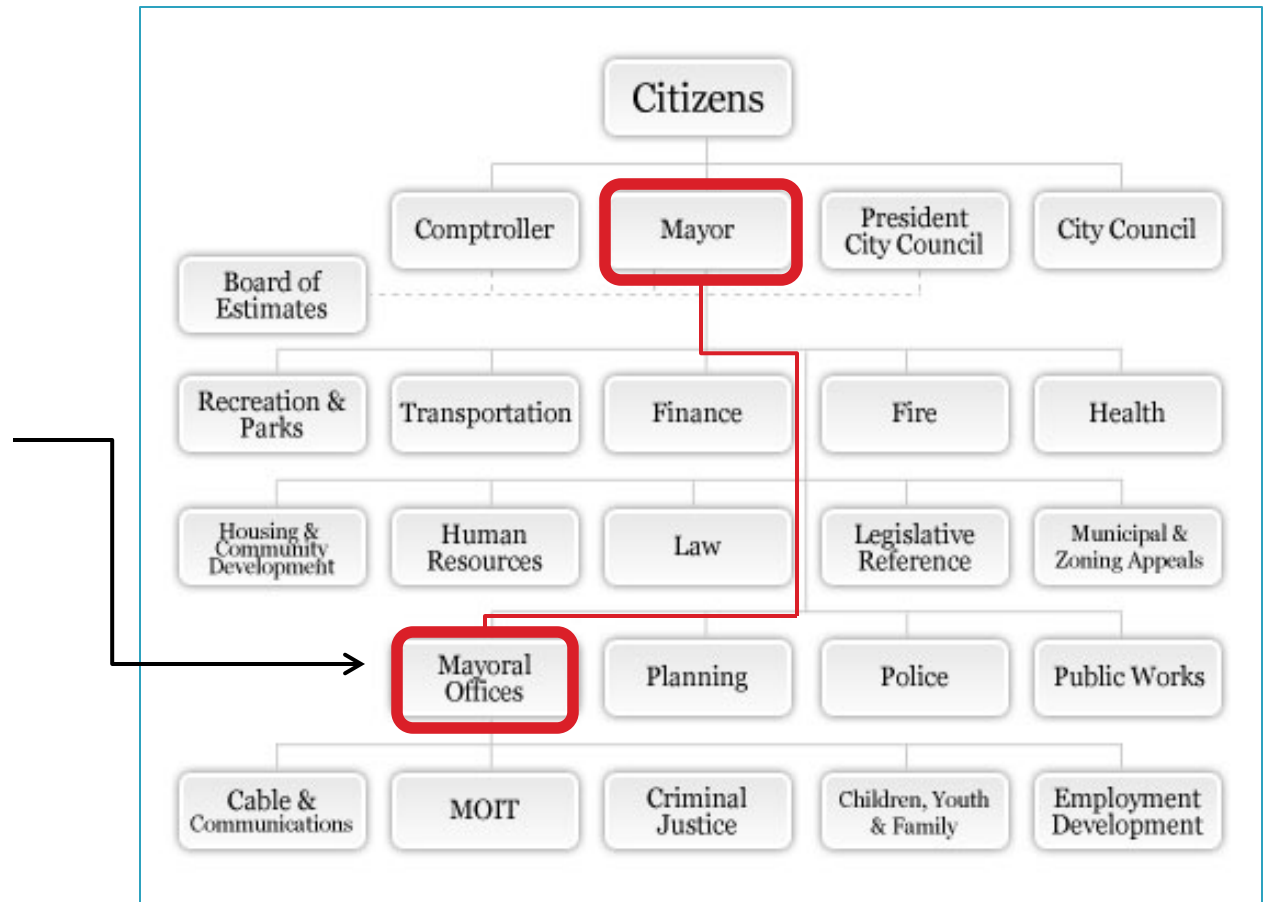 Citizens
Comptroller
Mayor
President
City Council
City Council
Board of
Estimates
Recreation &
Parks
Transportation
Finance
Fire
Health
Housing &
Community
Development
Human
Resources
Law
Legislative
Reference
Municipal &
Zoning Appeals
Mayoral
Offices
Planning
Police
Public Works
Cable &
Communications
MOIT
Criminal
Justice
Children, Youth
& Family
Employment
Development